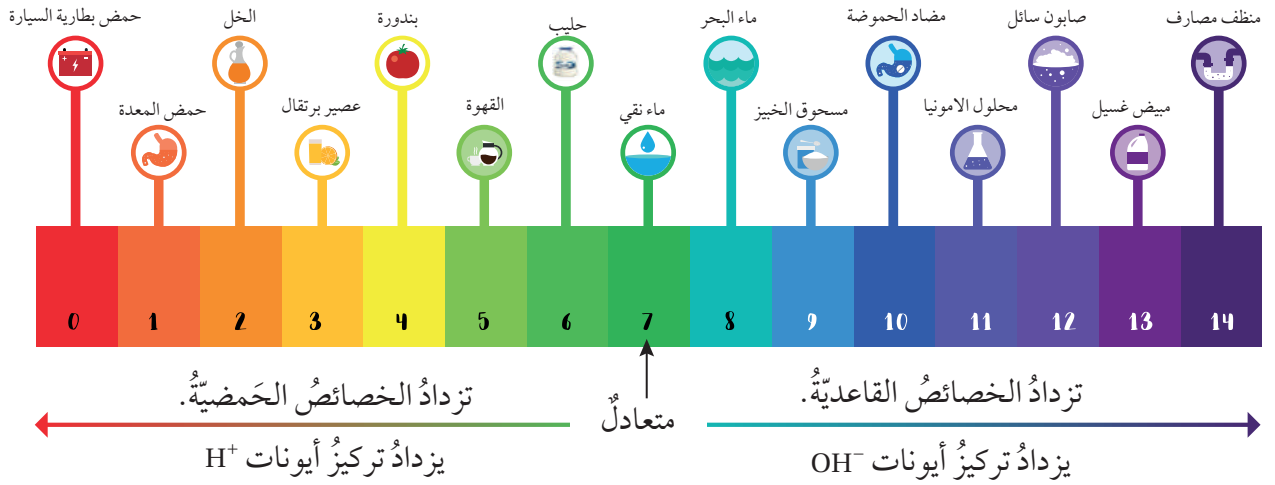 حمض بطارية السيارة
الخل
بندورة
حليب
ماء البحر
مضاد الحموضة
صابون سائل
منظف مصارف
حمض المعدة
عصير برتقال
القهوة
ماء نقي
مسحوق الخبيز
محلول الامونيا
مبيض غسيل
0 1 2 3 4 5 6 7 8 9 10 11 12 13 14
تزدادُ الخصائصُ الحَمضيّةُ.
متعادلٌ
تزدادُ الخصائصُ القاعديّةُ.
يزدادُ تركيزُ أيونات H⁺
يزدادُ تركيزُ أيونات OH⁻